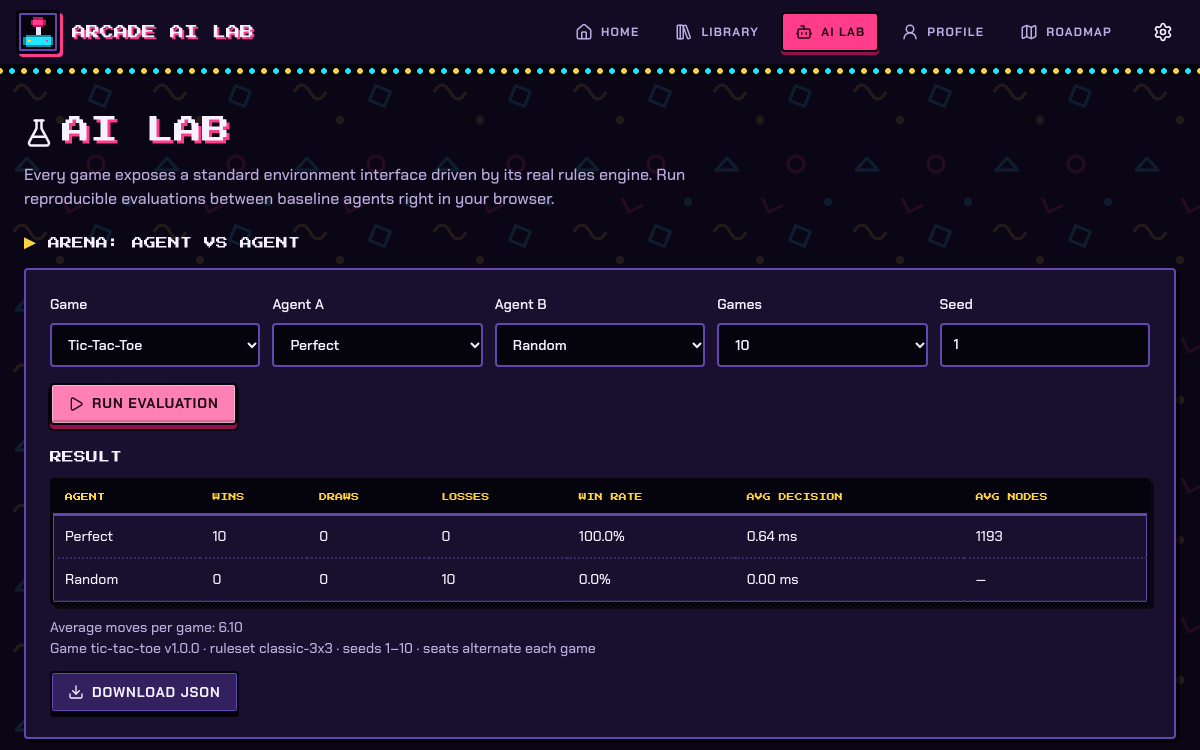 ARCADE AI LAB
HOME
LIBRARY
AI LAB
PROFILE
ROADMAP
AI LAB
Every game exposes a standard environment interface driven by its real rules engine. Run
reproducible evaluations between baseline agents right in your browser.
ARENA: AGENT VS AGENT
Game Agent A Agent B Games Seed
Tic-Tac-Toe Perfect Random 10 1
RUN EVALUATION
RESULT
AGENT WINS DRAWS LOSSES WIN RATE AVG DECISION AVG NODES
Perfect 10 0 0 100.0% 0.64 ms 1193
Random 0 0 10 0.0% 0.00 ms —
Average moves per game: 6.10
Game tic-tac-toe v1.0.0 · ruleset classic-3x3 · seeds 1–10 · seats alternate each game
DOWNLOAD JSON